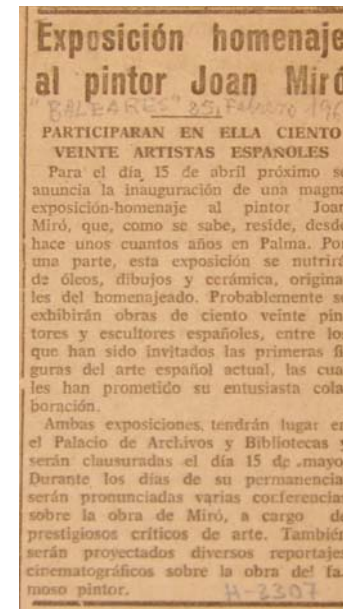 Exposición homenaje
al pintor Joan Miró
"BALEARES" 25, Febrero 196
PARTICIPARAN EN ELLA CIENTO
VEINTE ARTISTAS ESPAÑOLES
Para el día 15 de abril próximo se
anuncia la inauguración de una magna
exposición-homenaje al pintor Joan
Miró, que, como se sabe, reside, desde
hace unos cuantos años en Palma. Por
una parte, esta exposición se nutrirá
de óleos, dibujos y cerámica, origina
les del homenajeado. Probablemente se
exhibirán obras de ciento veinte pin
tores y escultores españoles, entre los
que han sido invitados las primeras fi
guras del arte español actual, las cua
les han prometido su entusiasta cola
boración.
Ambas exposiciones, tendrán lugar en
el Palacio de Archivos y Bibliotecas y
serán clausuradas el día 15 de mayo.
Durante los días de su permanencia
serán pronunciadas varias conferencias
sobre la obra de Miró, a cargo de
prestigiosos críticos de arte. También
serán proyectados diversos reportajes
cinematográficos sobre la obra del fa
moso pintor. H-3307